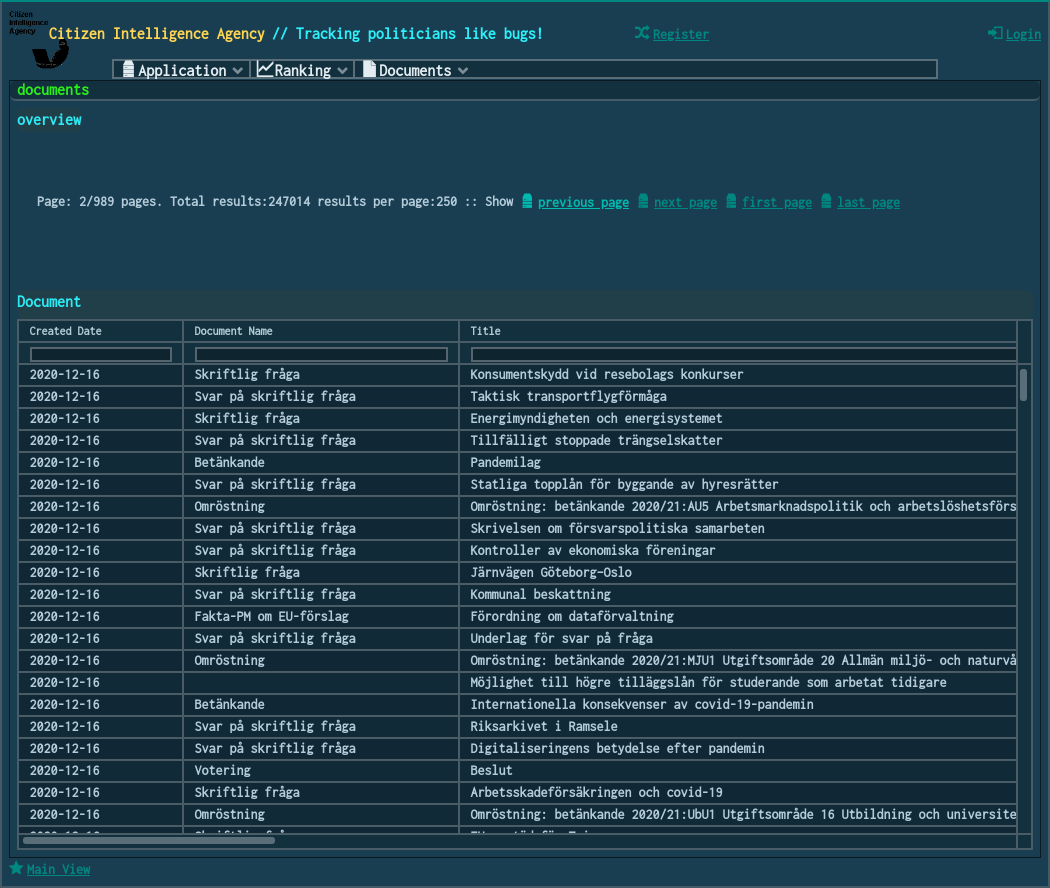 Citizen
Intelligence
Agency
Citizen Intelligence Agency // Tracking politicians like bugs!
Register
Login
Application
Ranking
Documents
documents
overview
Page: 2/989 pages. Total results:247014 results per page:250 :: Show previous page next page first page last page
Document
Created Date Document Name Title
2020-12-16 Skriftlig fråga Konsumentskydd vid resebolags konkurser
2020-12-16 Svar på skriftlig fråga Taktisk transportflygförmåga
2020-12-16 Skriftlig fråga Energimyndigheten och energisystemet
2020-12-16 Svar på skriftlig fråga Tillfälligt stoppade trängselskatter
2020-12-16 Betänkande Pandemilag
2020-12-16 Svar på skriftlig fråga Statliga topplån för byggande av hyresrätter
2020-12-16 Omröstning Omröstning: betänkande 2020/21:AU5 Arbetsmarknadspolitik och arbetslöshetsförs
2020-12-16 Svar på skriftlig fråga Skrivelsen om försvarspolitiska samarbeten
2020-12-16 Svar på skriftlig fråga Kontroller av ekonomiska föreningar
2020-12-16 Skriftlig fråga Järnvägen Göteborg-Oslo
2020-12-16 Svar på skriftlig fråga Kommunal beskattning
2020-12-16 Fakta-PM om EU-förslag Förordning om dataförvaltning
2020-12-16 Svar på skriftlig fråga Underlag för svar på fråga
2020-12-16 Omröstning Omröstning: betänkande 2020/21:MJU1 Utgiftsområde 20 Allmän miljö- och naturvå
2020-12-16 Möjlighet till högre tilläggslån för studerande som arbetat tidigare
2020-12-16 Betänkande Internationella konsekvenser av covid-19-pandemin
2020-12-16 Svar på skriftlig fråga Riksarkivet i Ramsele
2020-12-16 Svar på skriftlig fråga Digitaliseringens betydelse efter pandemin
2020-12-16 Votering Beslut
2020-12-16 Skriftlig fråga Arbetsskadeförsäkringen och covid-19
2020-12-16 Omröstning Omröstning: betänkande 2020/21:UbU1 Utgiftsområde 16 Utbildning och universite
Main View